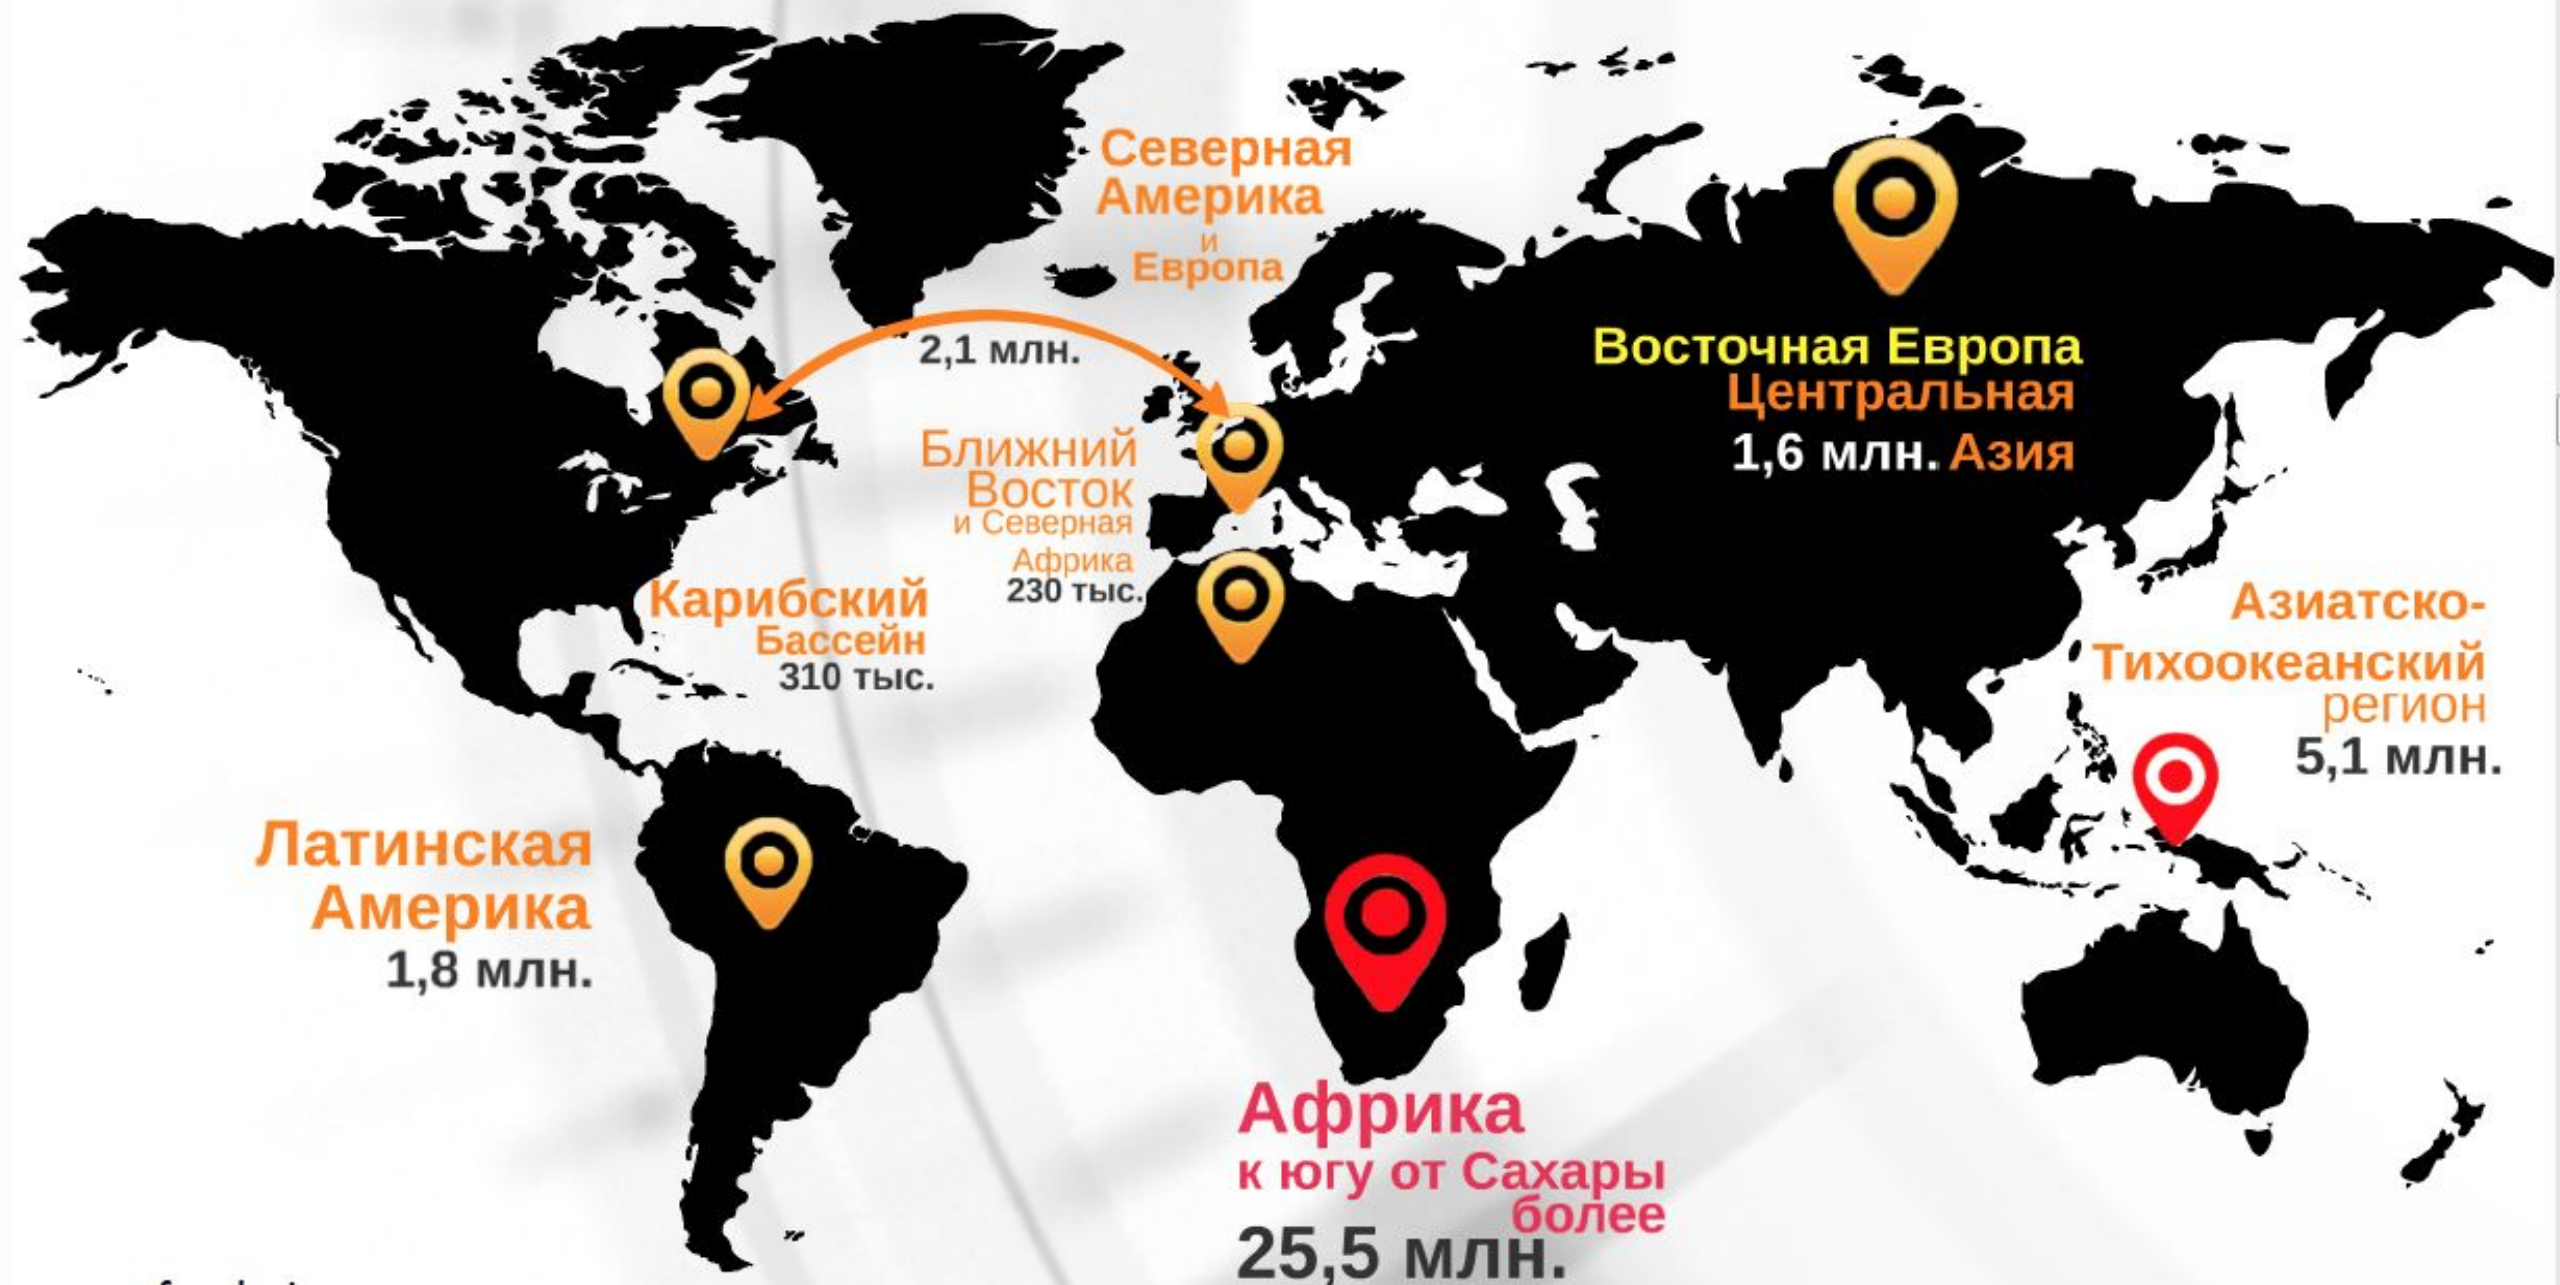 Северная
Америка
и
Европа
2,1 млн.
Восточная Европа
Центральная
1,6 млн. Азия
Ближний
Восток
и Северная
Африка
230 тыс.
Карибский
Бассейн
310 тыс.
Азиатско-
Тихоокеанский
регион
5,1 млн.
Латинская
Америка
1,8 млн.
Африка
к югу от Сахары
более
25,5 млн.